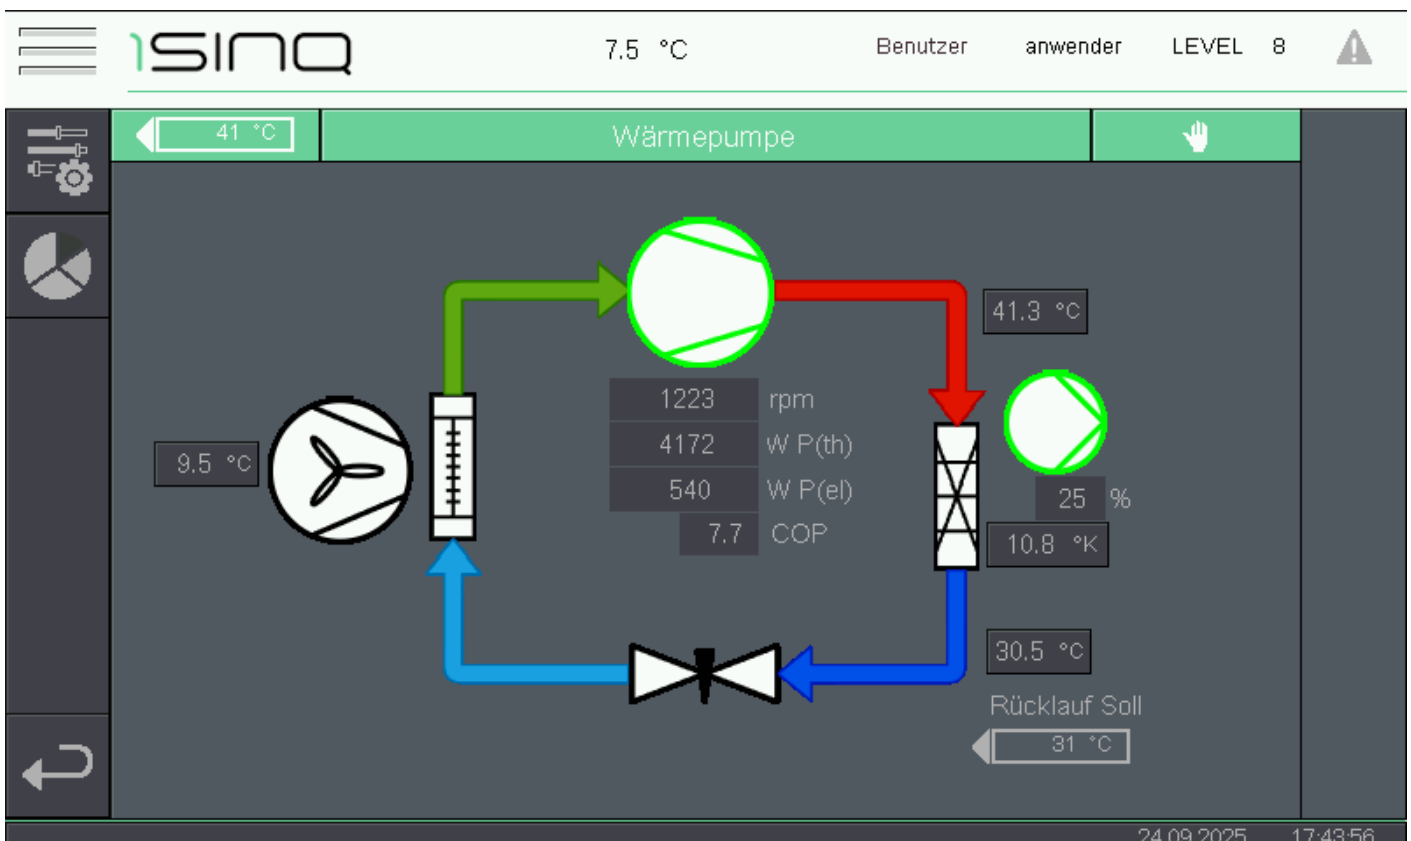 1SINQ 7.5 °C Benutzer anwender LEVEL 8
41 °C Wärmepumpe
41.3 °C
1223 rpm
4172 W P(th)
9.5 °C
540 W P(el)
25 %
7.7 COP
10.8 °K
30.5 °C
Rücklauf Soll
31 °C
24.09.2025 17:43:56